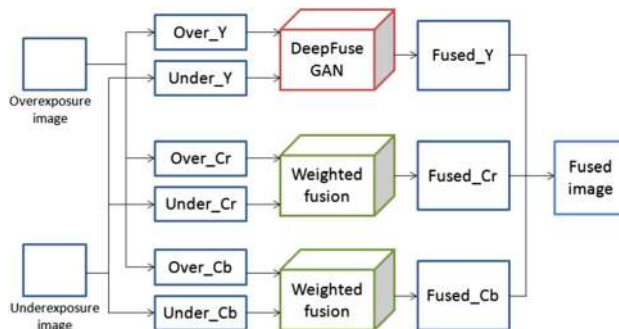 Over_Y
DeepFuse
GAN
Fused_Y
Under_Y
Overexposure
image
Over_Cr
Weighted
fusion
Fused_Cr
Fused
image
Under_Cr
Over_Cb
Weighted
fusion
Fused_Cb
Under_Cb
Underexposure
image